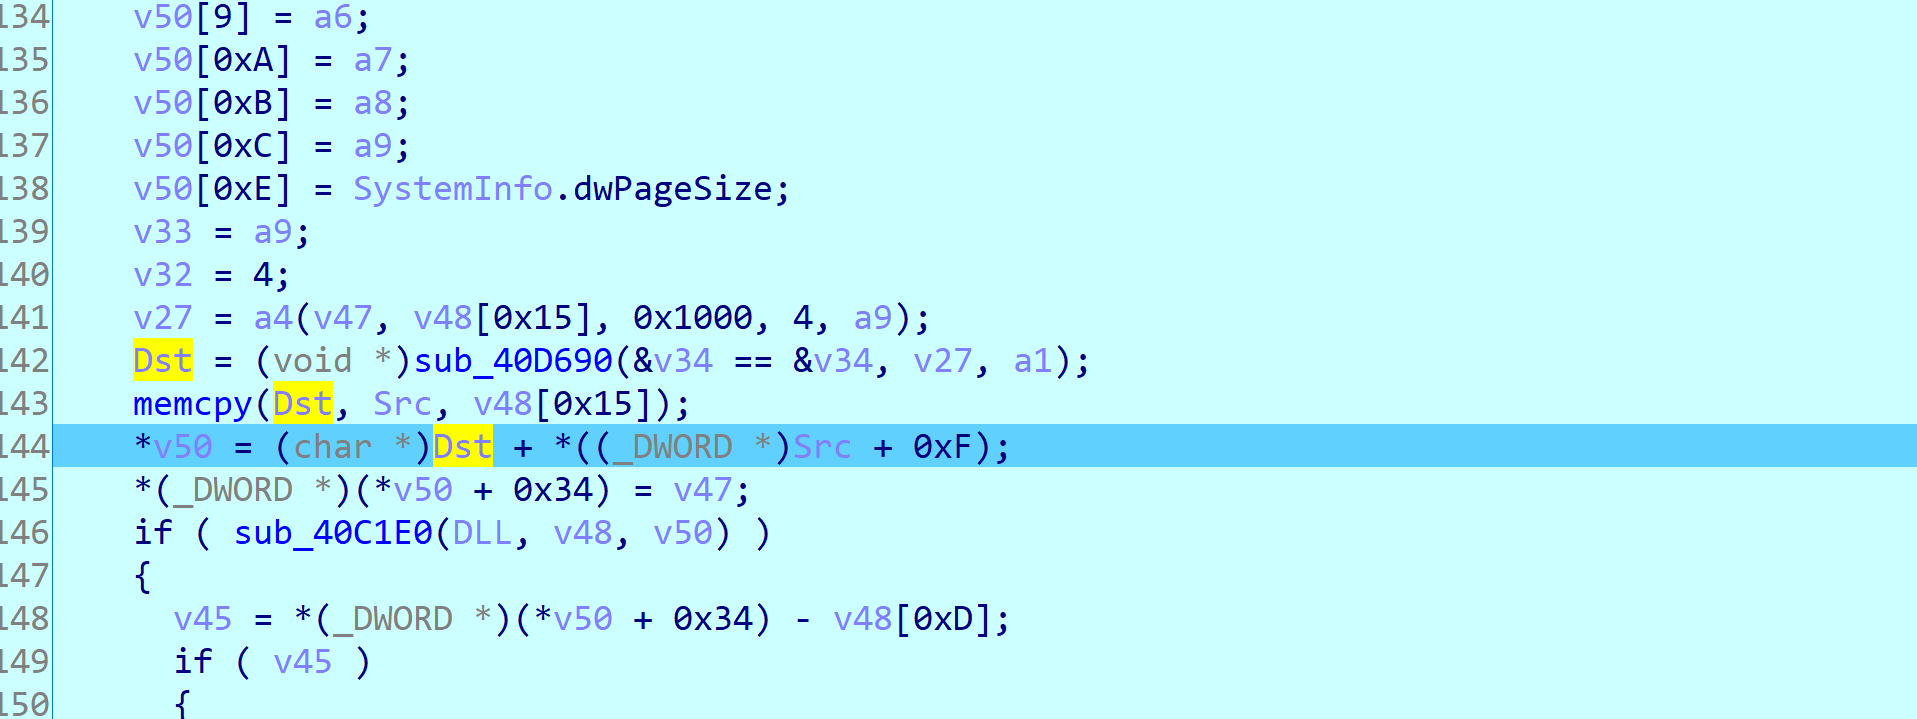 134 v50[9] = a6;
135 v50[0xA] = a7;
136 v50[0xB] = a8;
137 v50[0xC] = a9;
138 v50[0xE] = SystemInfo.dwPageSize;
139 v33 = a9;
140 v32 = 4;
141 v27 = a4(v47, v48[0x15], 0x1000, 4, a9);
142 Dst = (void *)sub_40D690(&v34 == &v34, v27, a1);
143 memcpy(Dst, Src, v48[0x15]);
144 *v50 = (char *)Dst + *((_DWORD *)Src + 0xF);
145 *(_DWORD *)(*v50 + 0x34) = v47;
146 if ( sub_40C1E0(DLL, v48, v50) )
147 {
148 v45 = *(_DWORD *)(*v50 + 0x34) - v48[0xD];
149 if ( v45 )
150 {